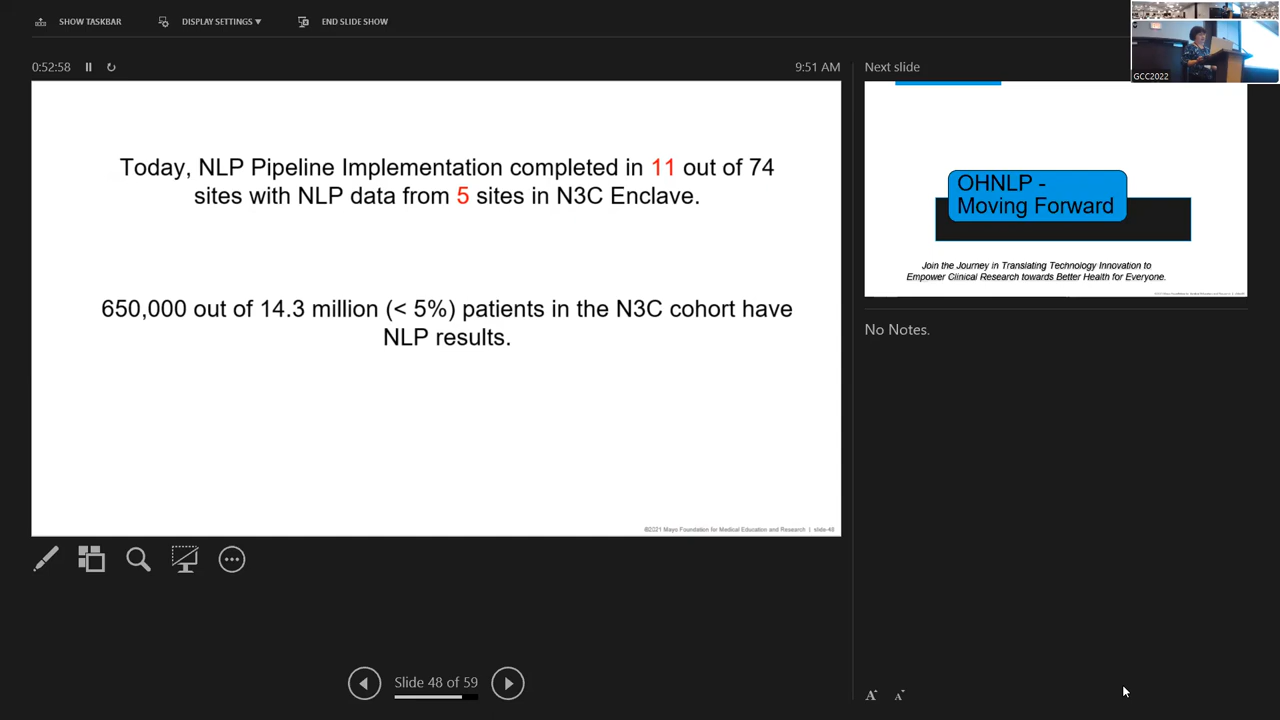 SHOW TASKBAR
DISPLAY SETTINGS
END SLIDE SHOW
0:52:58
9:51 AM
Today, NLP Pipeline Implementation completed in 11 out of 74
sites with NLP data from 5 sites in N3C Enclave.
650,000 out of 14.3 million (< 5%) patients in the N3C cohort have
NLP results.
©2021 Mayo Foundation for Medical Education and Research | slide-48
Slide 48 of 59
Next slide
OHNLP -
Moving Forward
Join the Journey in Translating Technology Innovation to
Empower Clinical Research towards Better Health for Everyone.
No Notes.
A A
GCC2022